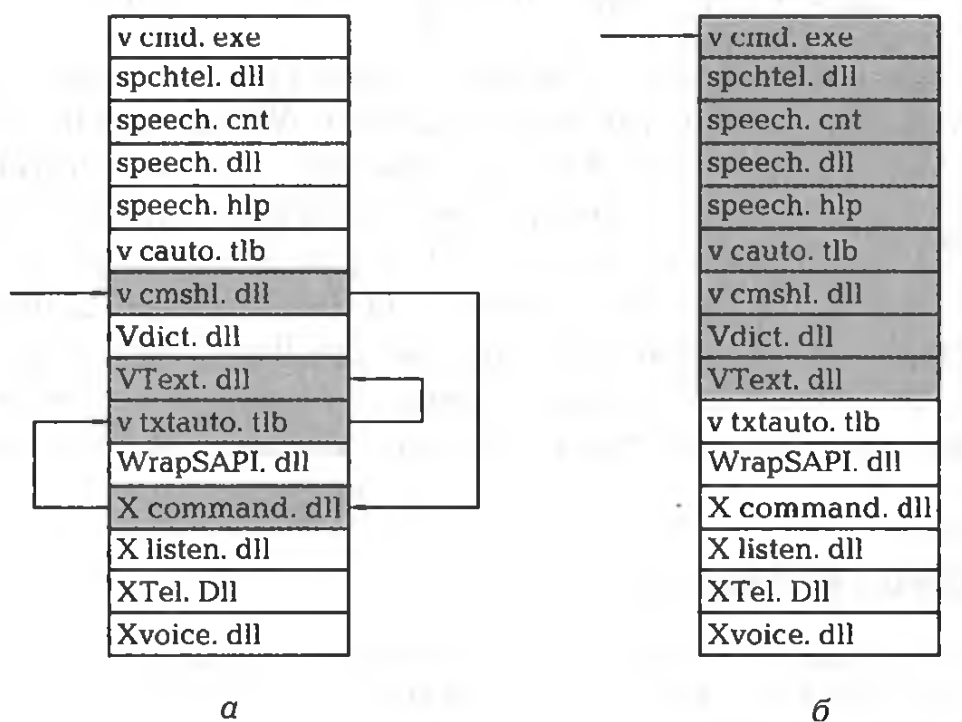 v cmd. exe
spchtel. dll
speech. cnt
speech. dll
speech. hlp
v cauto. tlb
v cmshl. dll
Vdict. dll
VText. dll
v txtauto. tlb
WrapSAPI. dll
X command. dll
X listen. dll
XTel. Dll
Xvoice. dll
а
v cmd. exe
spchtel. dll
speech. cnt
speech. dll
speech. hlp
v cauto. tlb
v cmshl. dll
Vdict. dll
VText. dll
v txtauto. tlb
WrapSAPI. dll
X command. dll
X listen. dll
XTel. Dll
Xvoice. dll
б